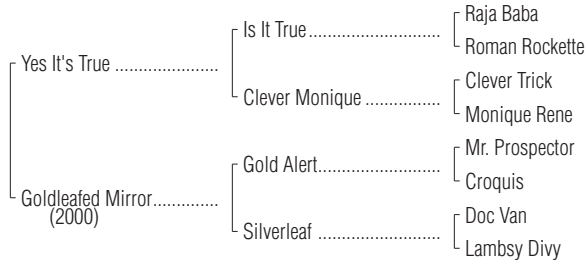 Raja Baba
Is It True
Roman Rockette
Yes It's True
Clever Trick
Clever Monique
Monique Rene
Mr. Prospector
Gold Alert
Croquis
Goldleafed Mirror
(2000)
Doc Van
Silverleaf
Lambsy Divy